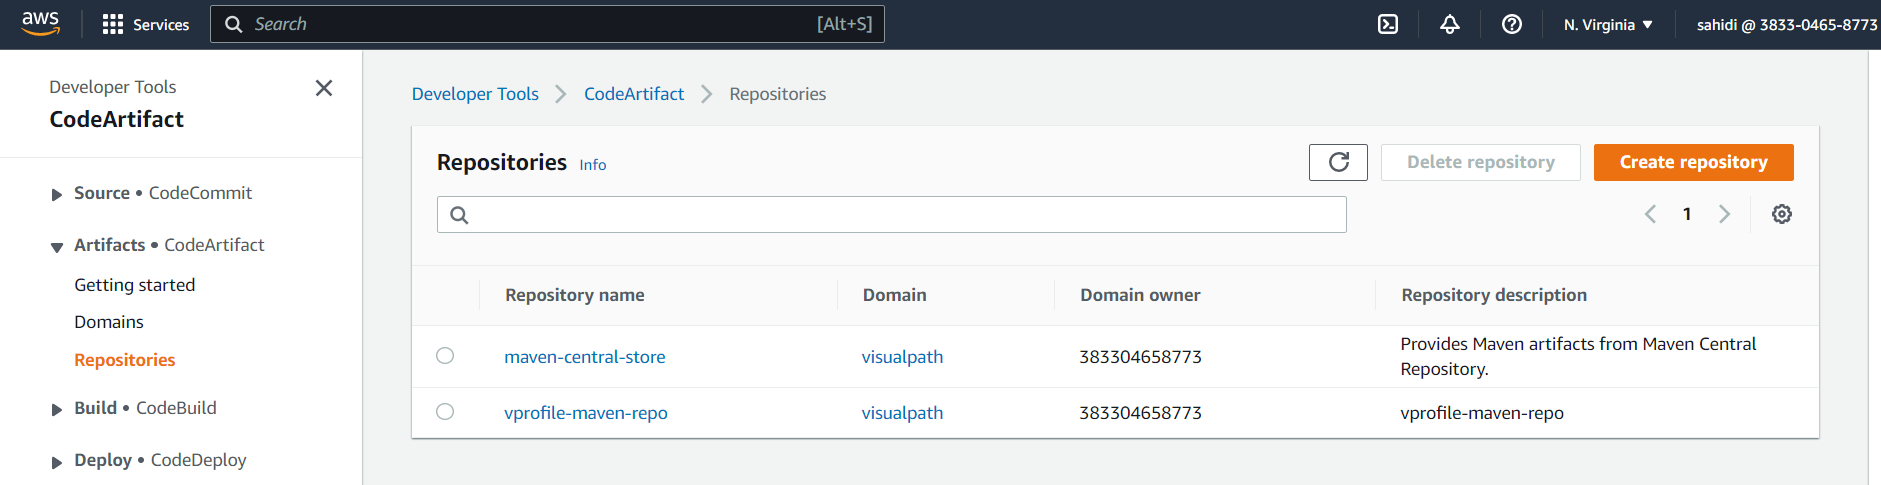 aws
Services
Search
[Alt+S]
N. Virginia
sahidi @ 3833-0465-8773
Developer Tools
CodeArtifact
Source • CodeCommit
Artifacts • CodeArtifact
Getting started
Domains
Repositories
Build • CodeBuild
Deploy • CodeDeploy
Developer Tools
CodeArtifact
Repositories
Repositories Info
Delete repository
Create repository
1
Repository name Domain Domain owner Repository description
maven-central-store visualpath 383304658773 Provides Maven artifacts from Maven Central
Repository.
vprofile-maven-repo visualpath 383304658773 vprofile-maven-repo